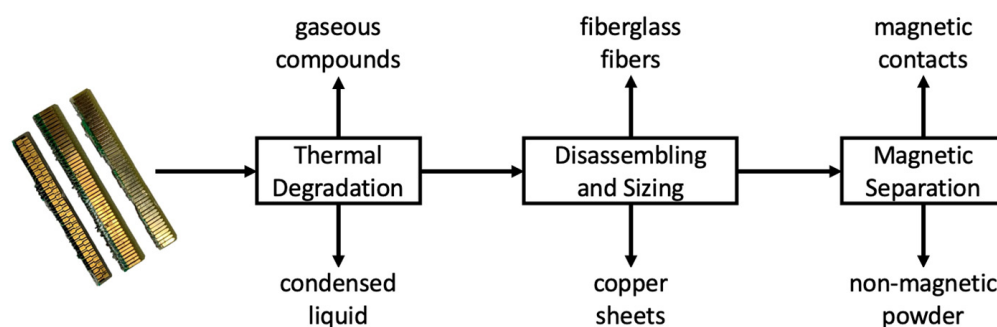 gaseous
compounds
fiberglass
fibers
magnetic
contacts
Thermal
Degradation
Disassembling
and Sizing
Magnetic
Separation
condensed
liquid
copper
sheets
non-magnetic
powder